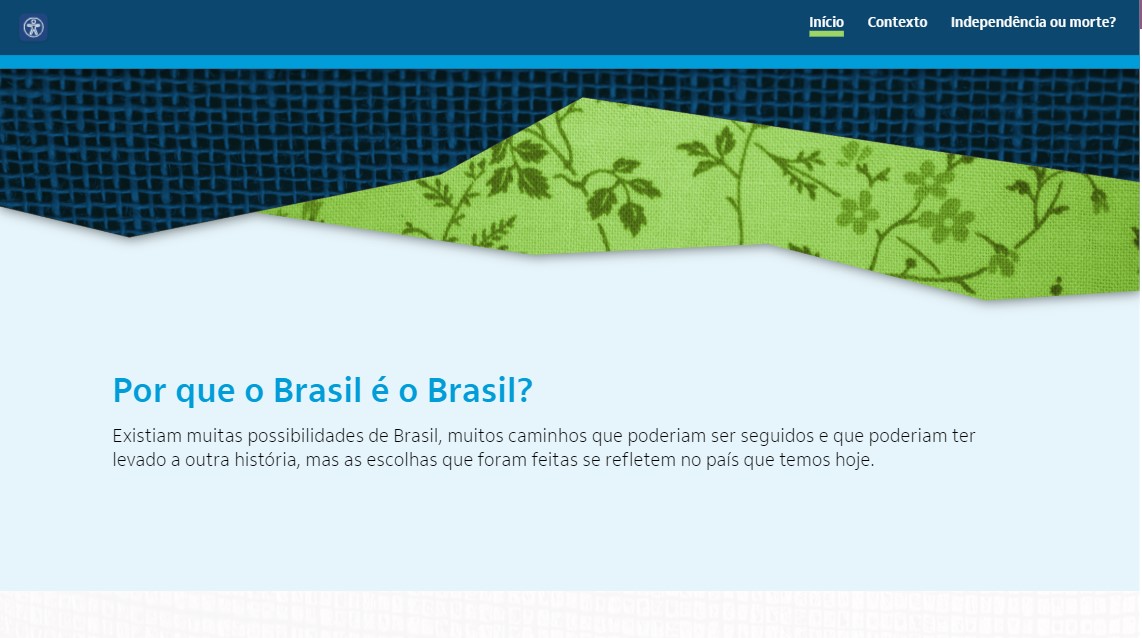 Início Contexto Independência ou morte?
Por que o Brasil é o Brasil?
Existiam muitas possibilidades de Brasil, muitos caminhos que poderiam ser seguidos e que poderiam ter
levado a outra história, mas as escolhas que foram feitas se refletem no país que temos hoje.